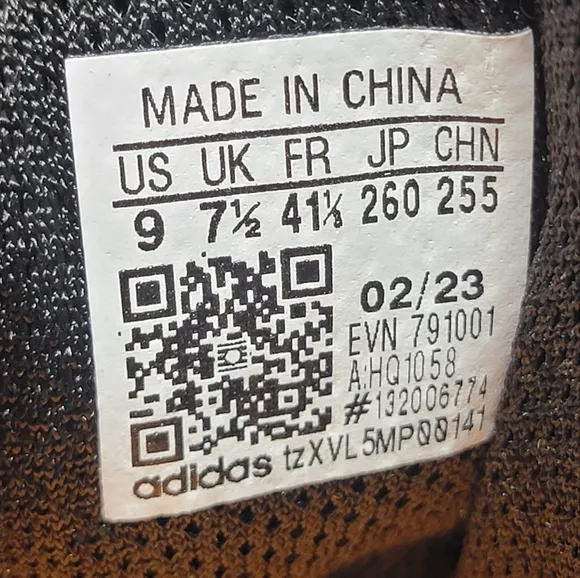 MADE IN CHINA
US UK FR JP CHN
9 7½ 41⅓ 260 255
02/23
EVN 791001
A:HQ1058
#132006774
adidas tzXVL5MP00141